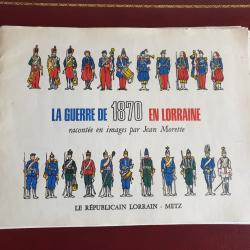 LA GUERRE DE 1870 EN LORRAINE
racontée en images par Jean Morette
LE RÉPUBLICAIN LORRAIN - METZ